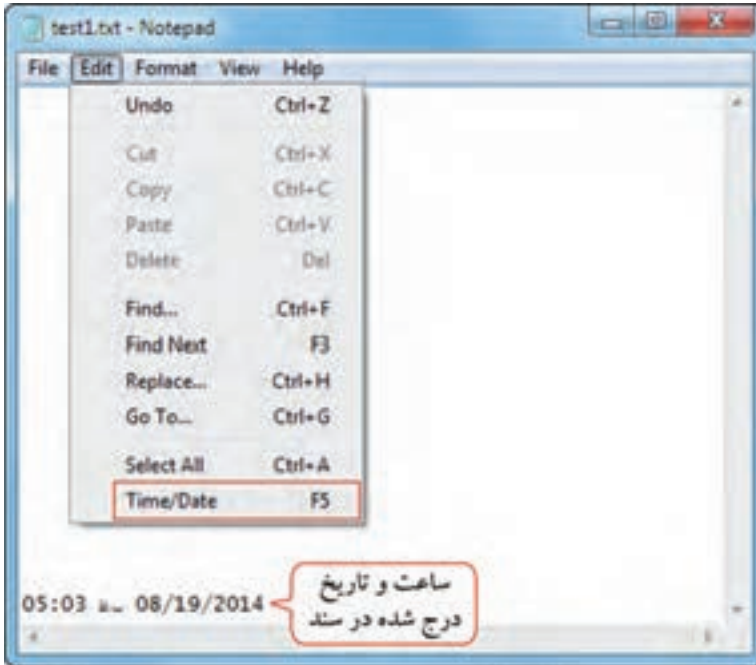 test1.txt - Notepad
File Edit Format View Help
Undo Ctrl+Z
Cut Ctrl+X
Copy Ctrl+C
Paste Ctrl+V
Delete Del
Find... Ctrl+F
Find Next F3
Replace... Ctrl+H
Go To... Ctrl+G
Select All Ctrl+A
Time/Date F5
ساعت و تاریخ
درج شده در سند
05:03 08/19/2014